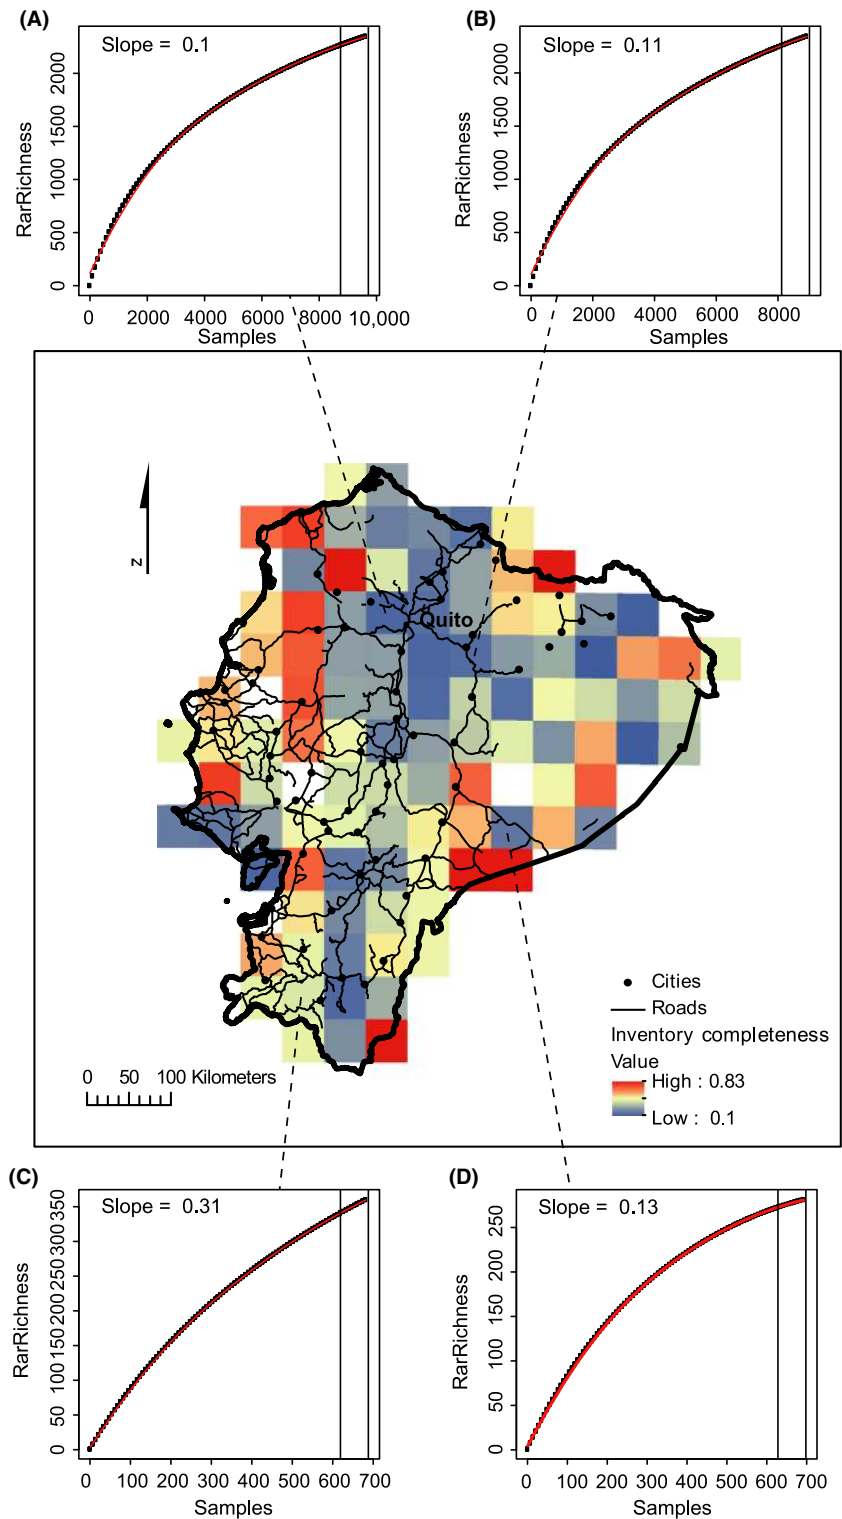 (A)
Slope = 0.1
RarRichness
0 500 1000 1500 2000
0 2000 4000 6000 8000 10,000
Samples
(B)
Slope = 0.11
RarRichness
0 500 1000 1500 2000
0 2000 4000 6000 8000
Samples
z
Quito
Cities
Roads
Inventory completeness
Value
High : 0.83
Low : 0.1
0 50 100 Kilometers
(C)
Slope = 0.31
RarRichness
0 50 100 150 200 250 300 350
0 100 200 300 400 500 600 700
Samples
(D)
Slope = 0.13
RarRichness
0 50 100 150 200 250
0 100 200 300 400 500 600 700
Samples